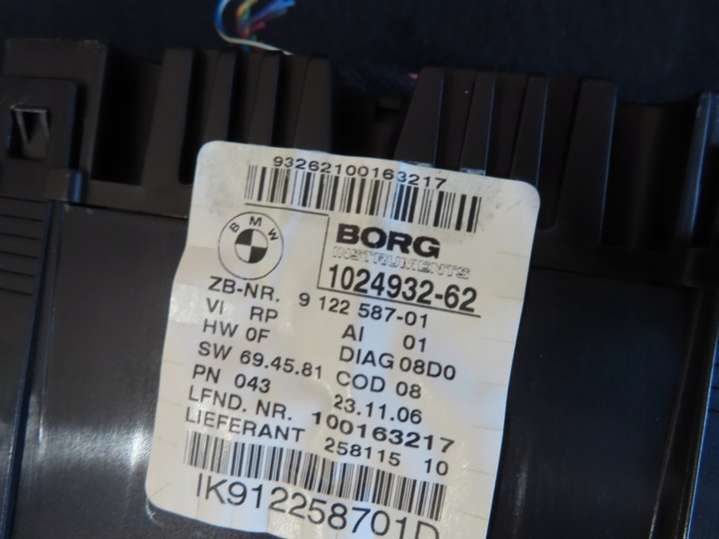 93262100163217
BMW
BORG
INSTRUMENTS
1024932-62
ZB-NR. 9 122 587-01
VI RP AI 01
HW 0F DIAG 08D0
SW 69.45.81 COD 08
PN 043 23.11.06
LFND. NR. 100163217
LIEFERANT 258115 10
IK912258701D